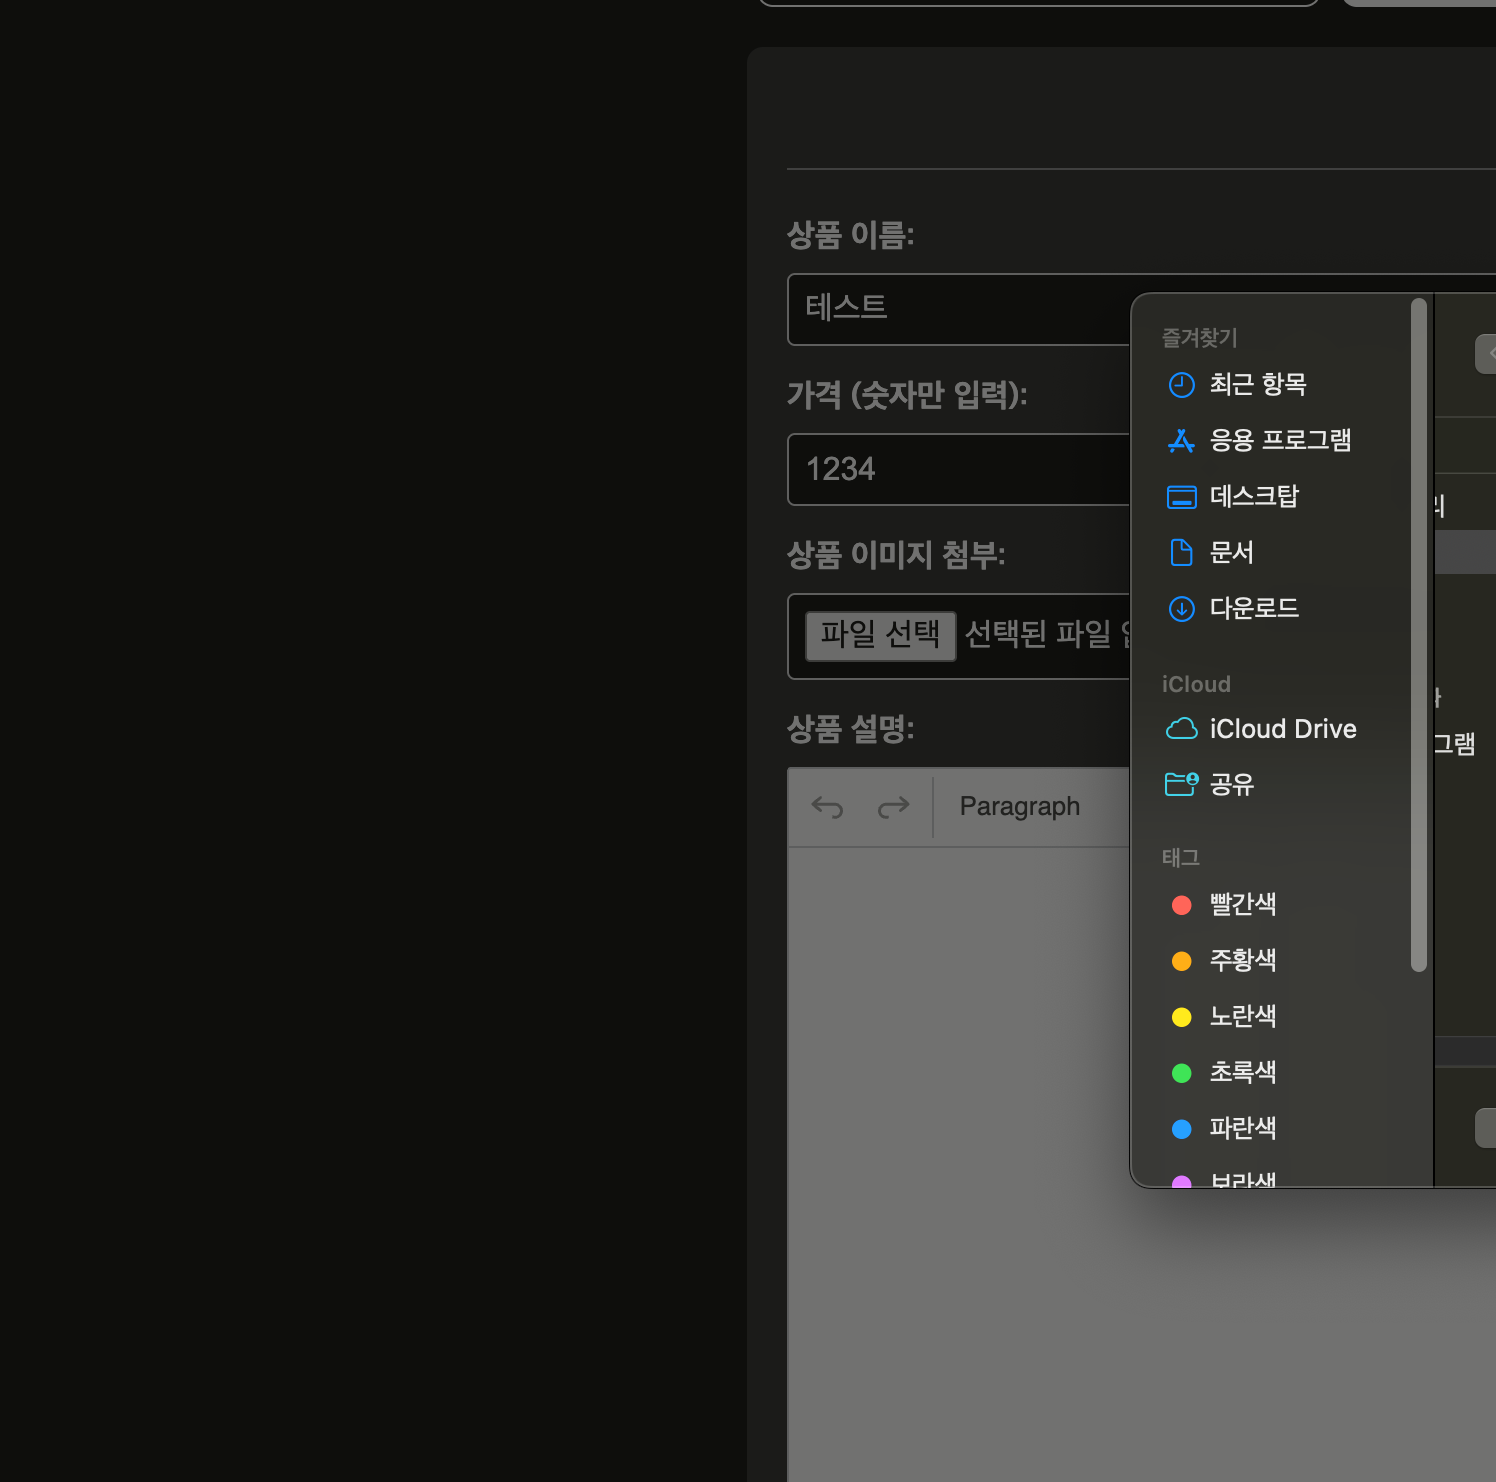 상품 이름:
테스트
가격 (숫자만 입력):
1234
상품 이미지 첨부:
파일 선택 선택된 파일
상품 설명:
Paragraph
즐겨찾기
최근 항목
응용 프로그램
데스크탑
문서
다운로드
iCloud
iCloud Drive
공유
태그
빨간색
주황색
노란색
초록색
파란색
보라색
리
그램